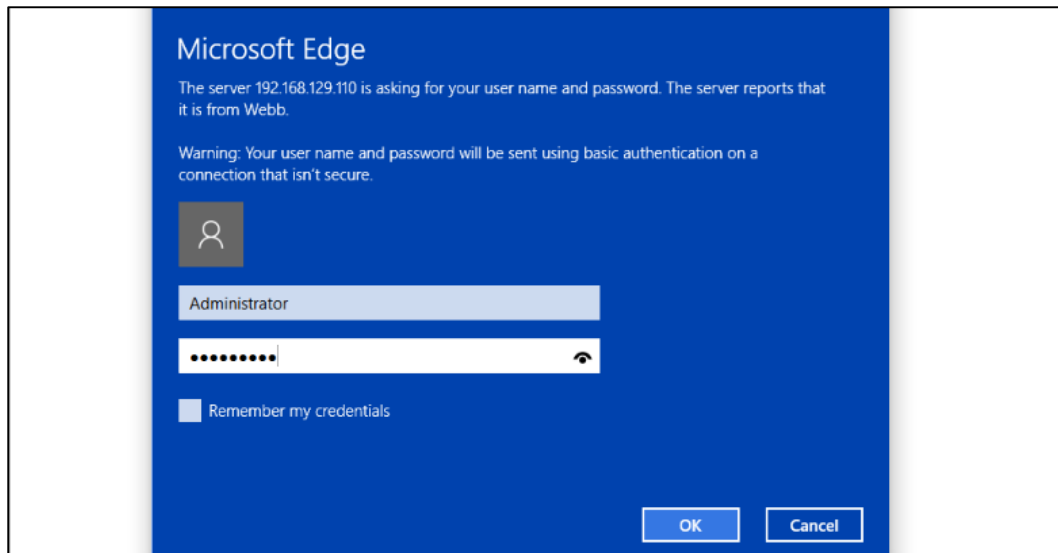 Microsoft Edge
The server 192.168.129.110 is asking for your user name and password. The server reports that
it is from Webb.
Warning: Your user name and password will be sent using basic authentication on a
connection that isn't secure.
Administrator
•••••••••
Remember my credentials
OK
Cancel